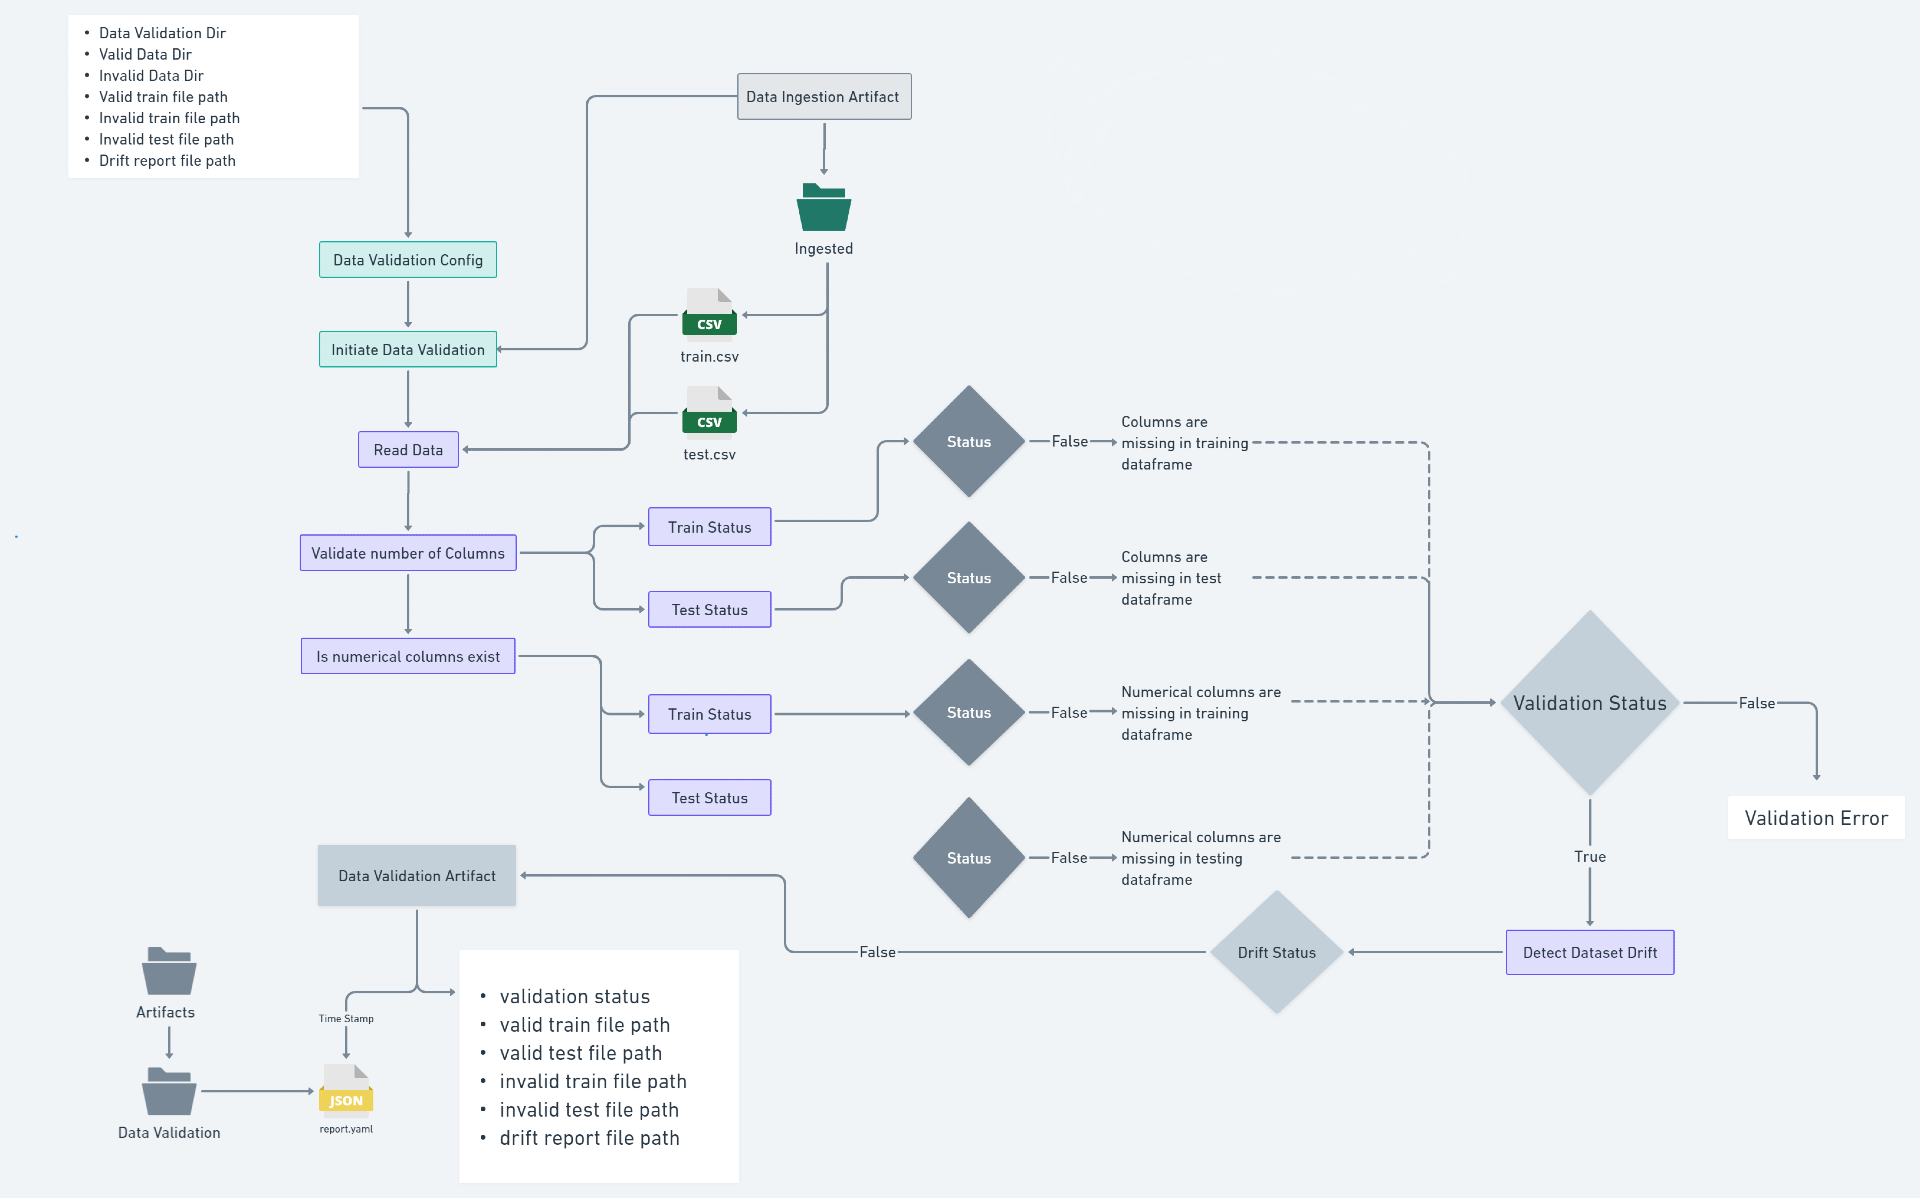 • Data Validation Dir
• Valid Data Dir
• Invalid Data Dir
• Valid train file path
• Invalid train file path
• Invalid test file path
• Drift report file path
Data Ingestion Artifact
Ingested
Data Validation Config
CSV
train.csv
Initiate Data Validation
CSV
test.csv
Read Data
Status
False
Columns are
missing in training
dataframe
Train Status
Validate number of Columns
Status
False
Columns are
missing in test
dataframe
Test Status
Is numerical columns exist
Train Status
Status
False
Numerical columns are
missing in training
dataframe
Validation Status
False
Test Status
Validation Error
Status
False
Numerical columns are
missing in testing
dataframe
True
Data Validation Artifact
False
Drift Status
Detect Dataset Drift
Artifacts
Time Stamp
Data Validation
JSON
report.yaml
• validation status
• valid train file path
• valid test file path
• invalid train file path
• invalid test file path
• drift report file path